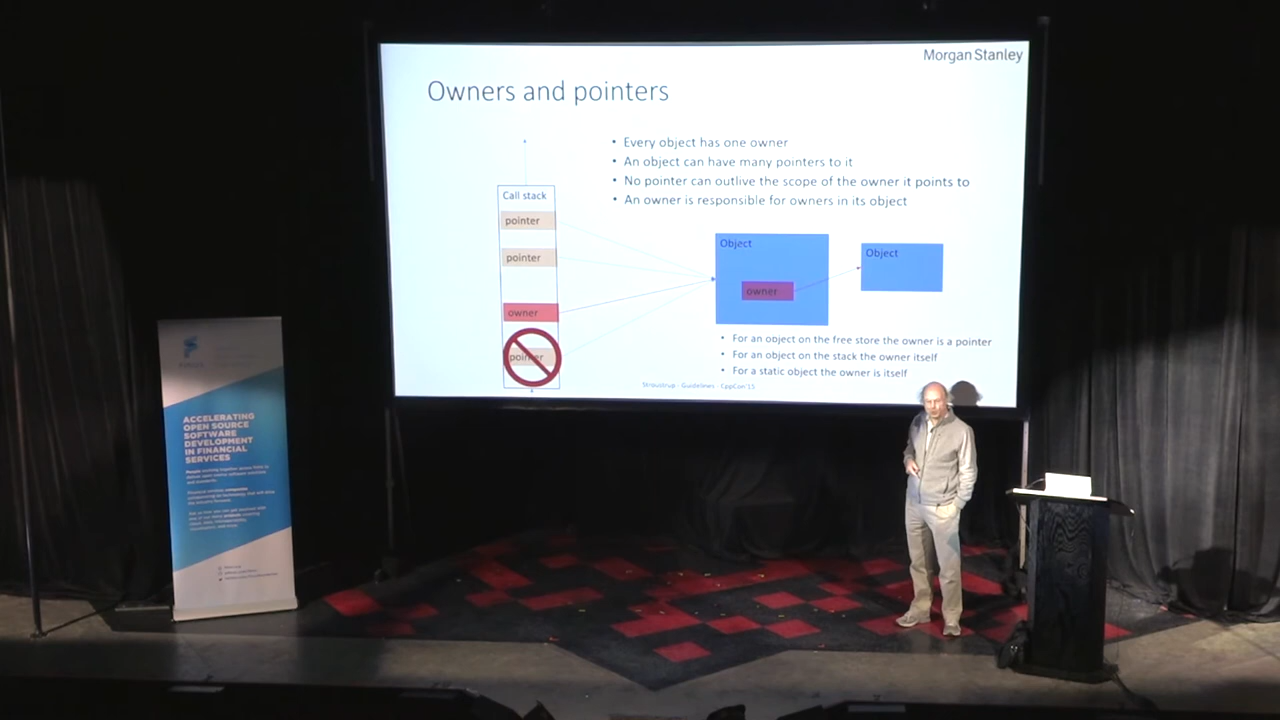 Morgan Stanley
Owners and pointers
• Every object has one owner
• An object can have many pointers to it
• No pointer can outlive the scope of the owner it points to
• An owner is responsible for owners in its object
Call stack
pointer
pointer
owner
pointer
Object
owner
Object
• For an object on the free store the owner is a pointer
• For an object on the stack the owner itself
• For a static object the owner is itself
Stroustrup - Guidelines - CppCon'15
ACCELERATING
OPEN SOURCE
SOFTWARE
DEVELOPMENT
IN FINANCIAL
SERVICES